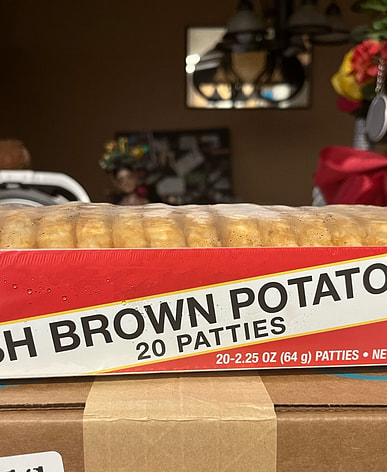 SH BROWN POTATO
20 PATTIES
20-2.25 OZ (64 g) PATTIES • NE